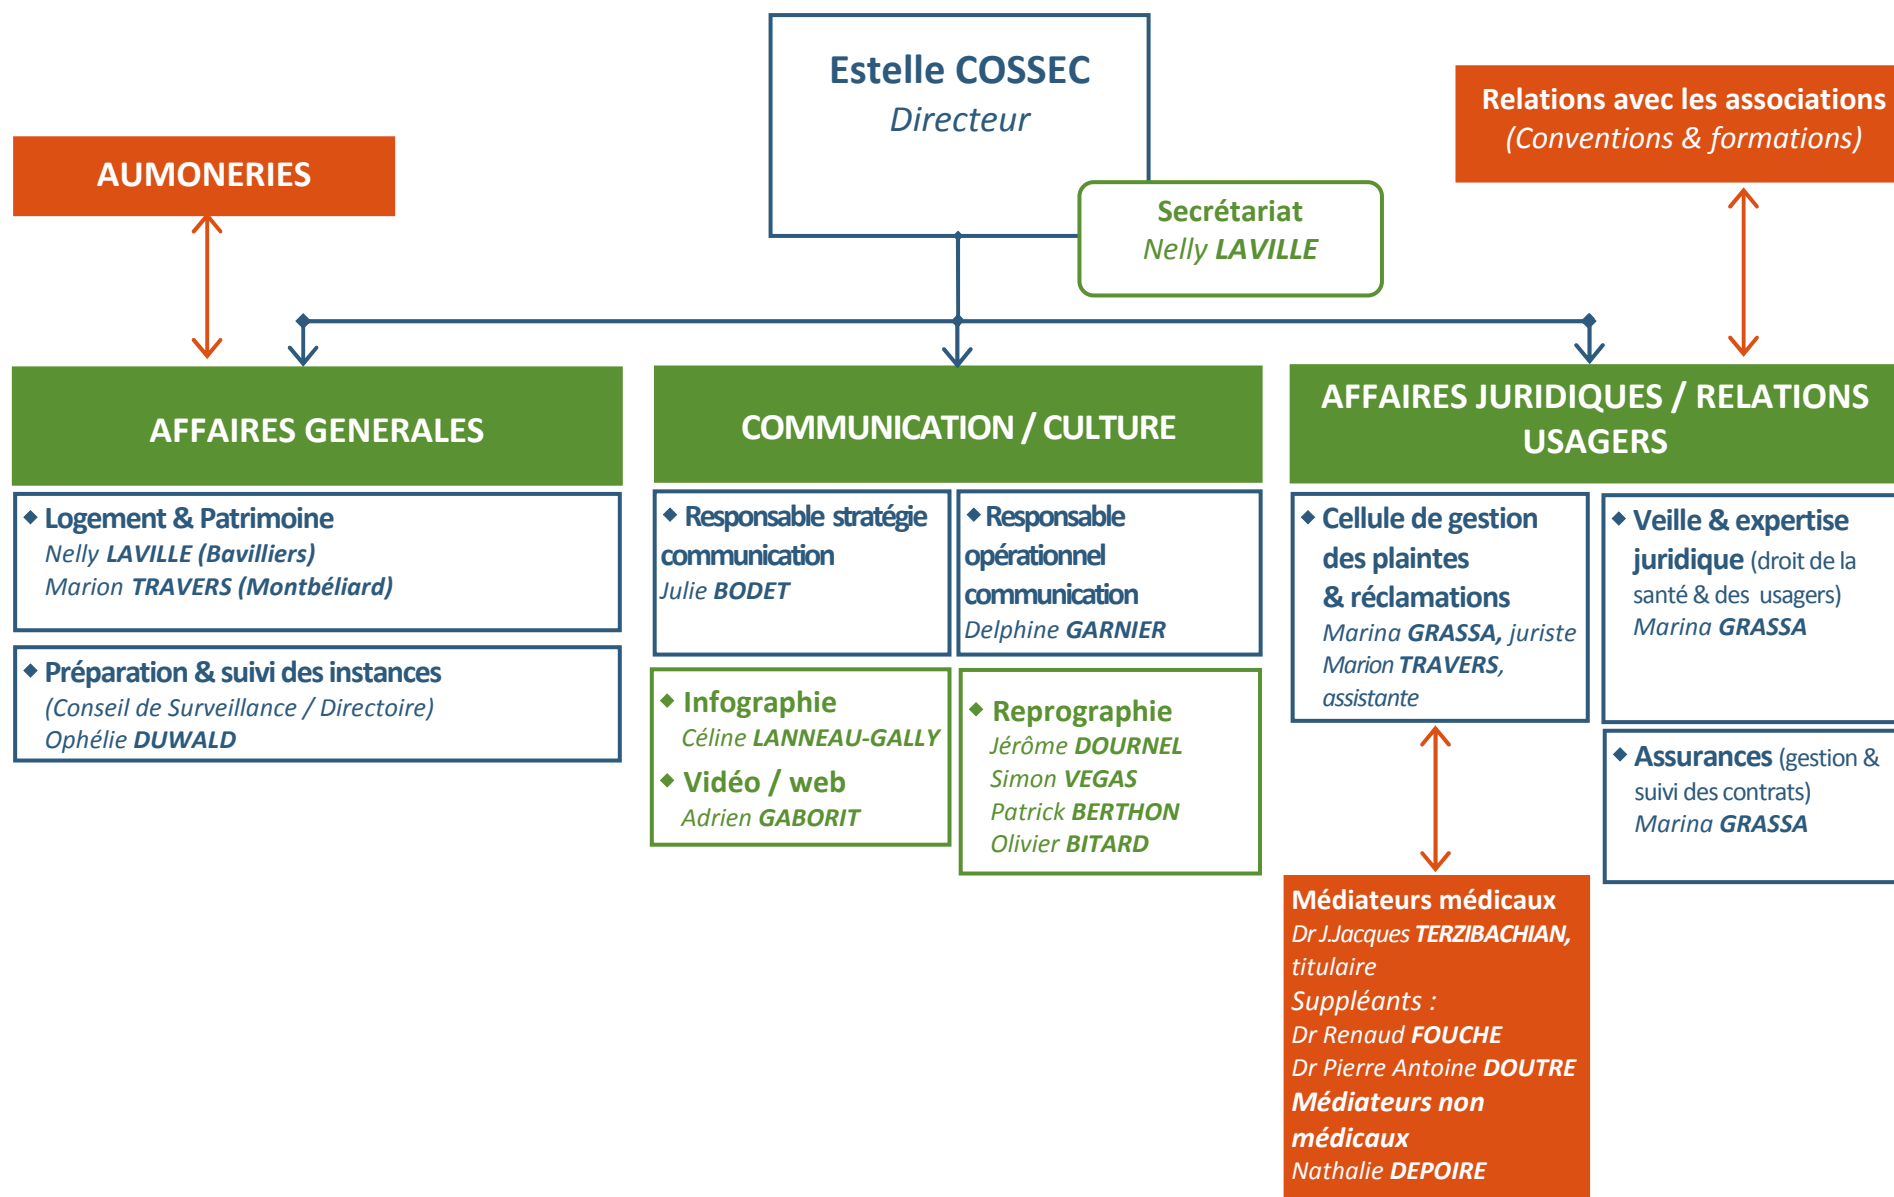 Estelle COSSEC
Directeur
Secrétariat
Nelly LAVILLE
AUMONERIES
Relations avec les associations
(Conventions & formations)
AFFAIRES GENERALES
◆ Logement & Patrimoine
Nelly LAVILLE (Bavilliers)
Marion TRAVERS (Montbéliard)
◆ Préparation & suivi des instances
(Conseil de Surveillance / Directoire)
Ophélie DUWALD
COMMUNICATION / CULTURE
◆ Responsable stratégie
communication
Julie BODET
◆ Responsable
opérationnel
communication
Delphine GARNIER
◆ Infographie
Céline LANNEAU-GALLY
◆ Vidéo / web
Adrien GABORIT
◆ Reprographie
Jérôme DOURNEL
Simon VEGAS
Patrick BERTHON
Olivier BITARD
AFFAIRES JURIDIQUES / RELATIONS
USAGERS
◆ Cellule de gestion
des plaintes
& réclamations
Marina GRASSA, juriste
Marion TRAVERS,
assistante
◆ Veille & expertise
juridique (droit de la
santé & des usagers)
Marina GRASSA
◆ Assurances (gestion &
suivi des contrats)
Marina GRASSA
Médiateurs médicaux
Dr J.Jacques TERZIBACHIAN,
titulaire
Suppléants :
Dr Renaud FOUCHE
Dr Pierre Antoine DOUTRE
Médiateurs non
médicaux
Nathalie DEPOIRE